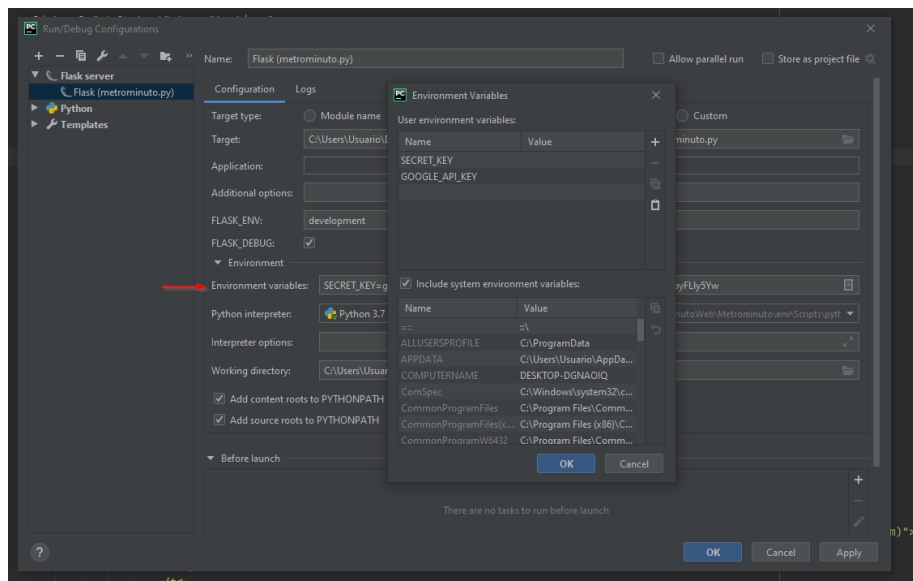 PC Run/Debug Configurations
Name: Flask (metrominuto.py) Allow parallel run Store as project file
Flask server
Flask (metrominuto.py)
Python
Templates
Configuration Logs
Target type: Module name Custom
Target: C:\Users\Usuario\ minuto.py
Application:
Additional options:
FLASK_ENV: development
FLASK_DEBUG:
Environment
Environment variables: SECRET_KEY=g yFLIy5Yw
Python interpreter: Python 3.7 nutoWeb\Metrominuto\env\Scripts\pyth
Interpreter options:
Working directory: C:\Users\Usuar
Add content roots to PYTHONPATH
Add source roots to PYTHONPATH
Before launch
There are no tasks to run before launch
PC Environment Variables
User environment variables:
Name Value
SECRET_KEY
GOOGLE_API_KEY
Include system environment variables:
Name Value
=:: ::\
ALLUSERSPROFILE C:\ProgramData
APPDATA C:\Users\Usuario\AppDa...
COMPUTERNAME DESKTOP-DGNAOIQ
ComSpec C:\Windows\system32\c...
CommonProgramFiles C:\Program Files\Comm...
CommonProgramFiles(x... C:\Program Files (x86)\C...
CommonProgramW6432 C:\Program Files\Comm...
OK Cancel
? OK Cancel Apply